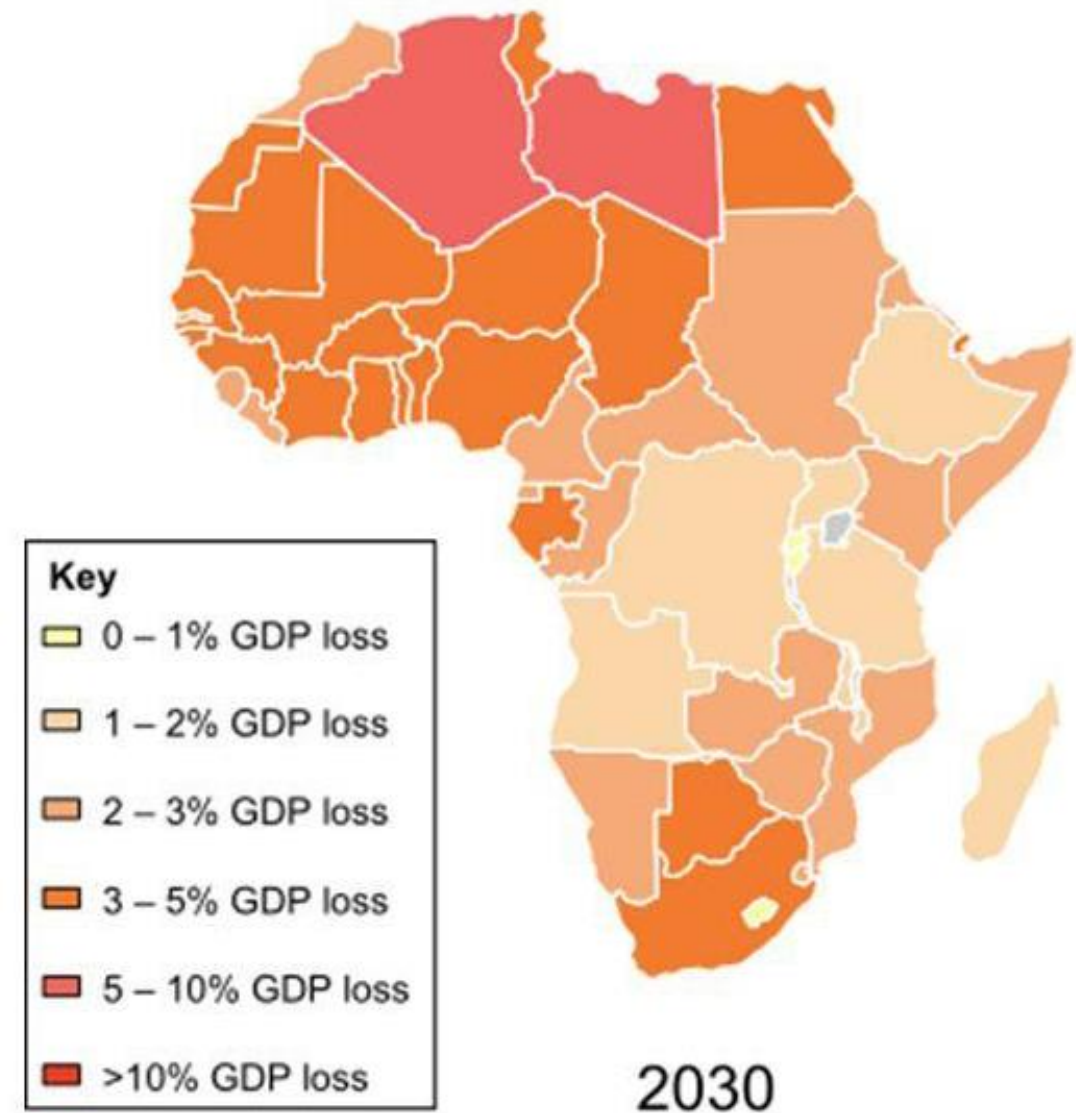 Key
0 – 1% GDP loss
1 – 2% GDP loss
2 – 3% GDP loss
3 – 5% GDP loss
5 – 10% GDP loss
>10% GDP loss
2030